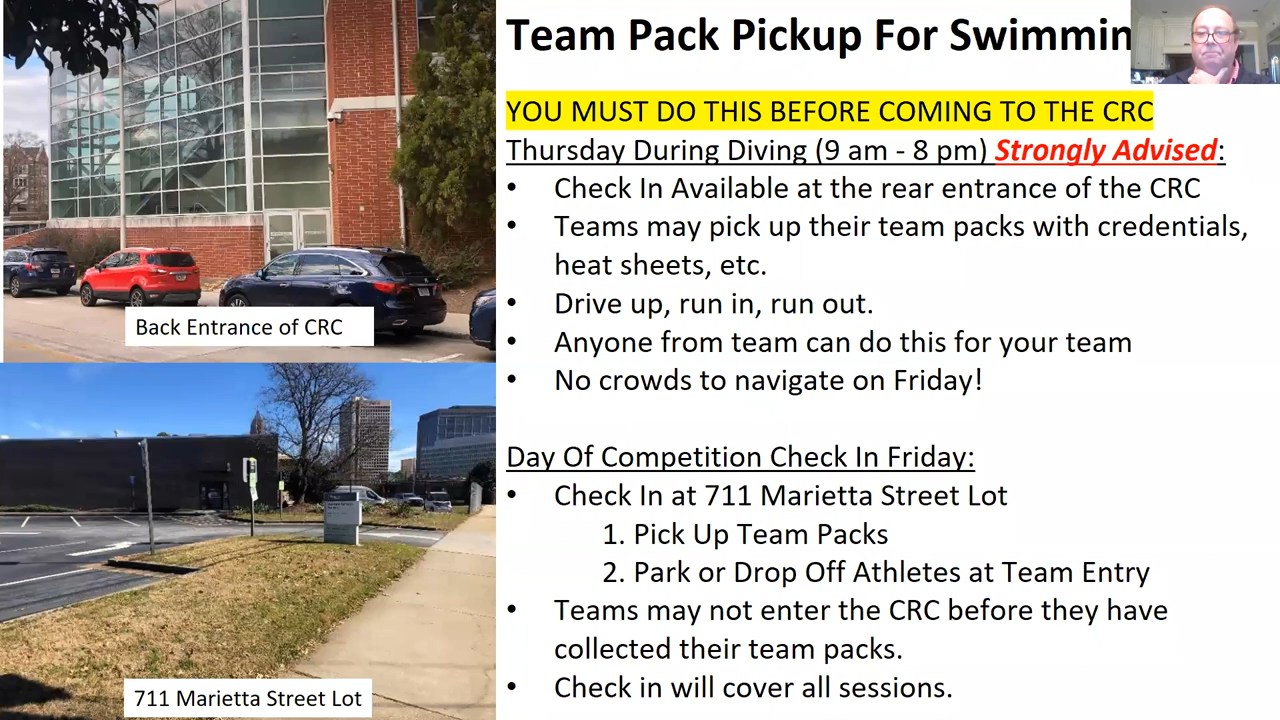 Team Pack Pickup For Swimmin
YOU MUST DO THIS BEFORE COMING TO THE CRC
Thursday During Diving (9 am - 8 pm) Strongly Advised:
• Check In Available at the rear entrance of the CRC
• Teams may pick up their team packs with credentials,
heat sheets, etc.
• Drive up, run in, run out.
• Anyone from team can do this for your team
• No crowds to navigate on Friday!
Day Of Competition Check In Friday:
• Check In at 711 Marietta Street Lot
1. Pick Up Team Packs
2. Park or Drop Off Athletes at Team Entry
• Teams may not enter the CRC before they have
collected their team packs.
• Check in will cover all sessions.
Back Entrance of CRC
711 Marietta Street Lot